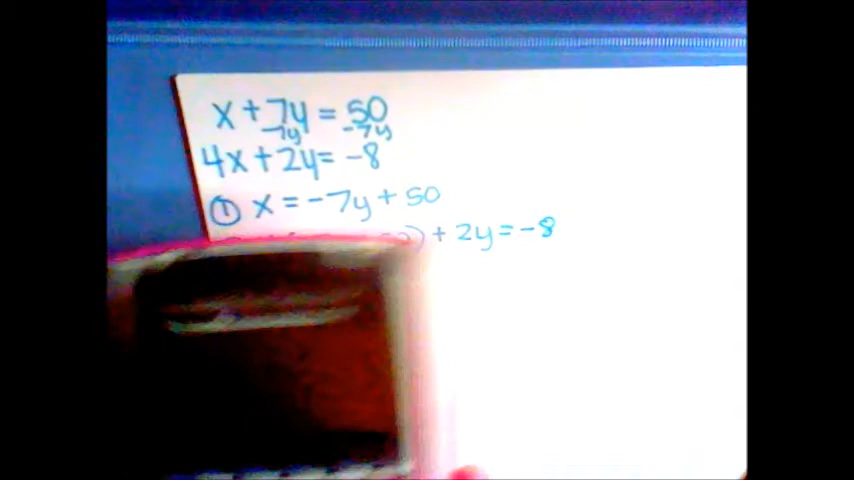 x + 7y = 50
-7y -7y
4x + 2y = -8
① x = -7y + 50
) + 2y = -8